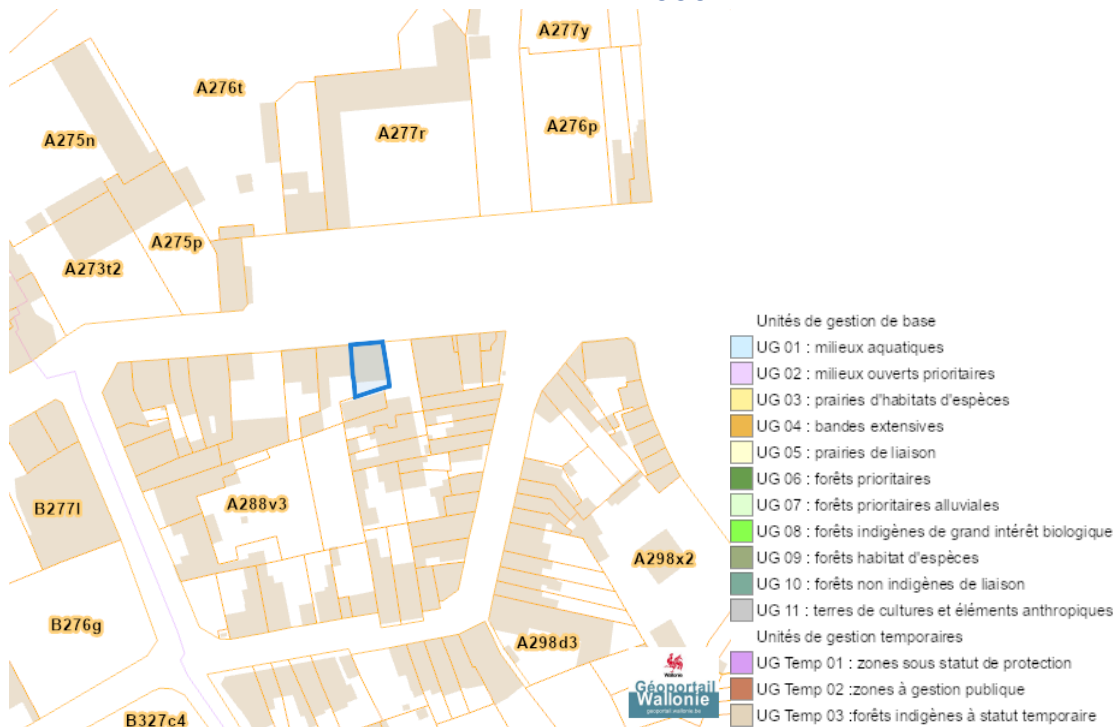 A277y
A276t
A275n
A277r
A276p
A275p
A273t2
A288v3
B277l
A298x2
B276g
A298d3
B327c4
Unités de gestion de base
UG 01 : milieux aquatiques
UG 02 : milieux ouverts prioritaires
UG 03 : prairies d'habitats d'espèces
UG 04 : bandes extensives
UG 05 : prairies de liaison
UG 06 : forêts prioritaires
UG 07 : forêts prioritaires alluviales
UG 08 : forêts indigènes de grand intérêt biologique
UG 09 : forêts habitat d'espèces
UG 10 : forêts non indigènes de liaison
UG 11 : terres de cultures et éléments anthropiques
Unités de gestion temporaires
UG Temp 01 : zones sous statut de protection
UG Temp 02 :zones à gestion publique
UG Temp 03 :forêts indigènes à statut temporaire
Wallonie
Géoportail
Wallonie
geoportail.wallonie.be